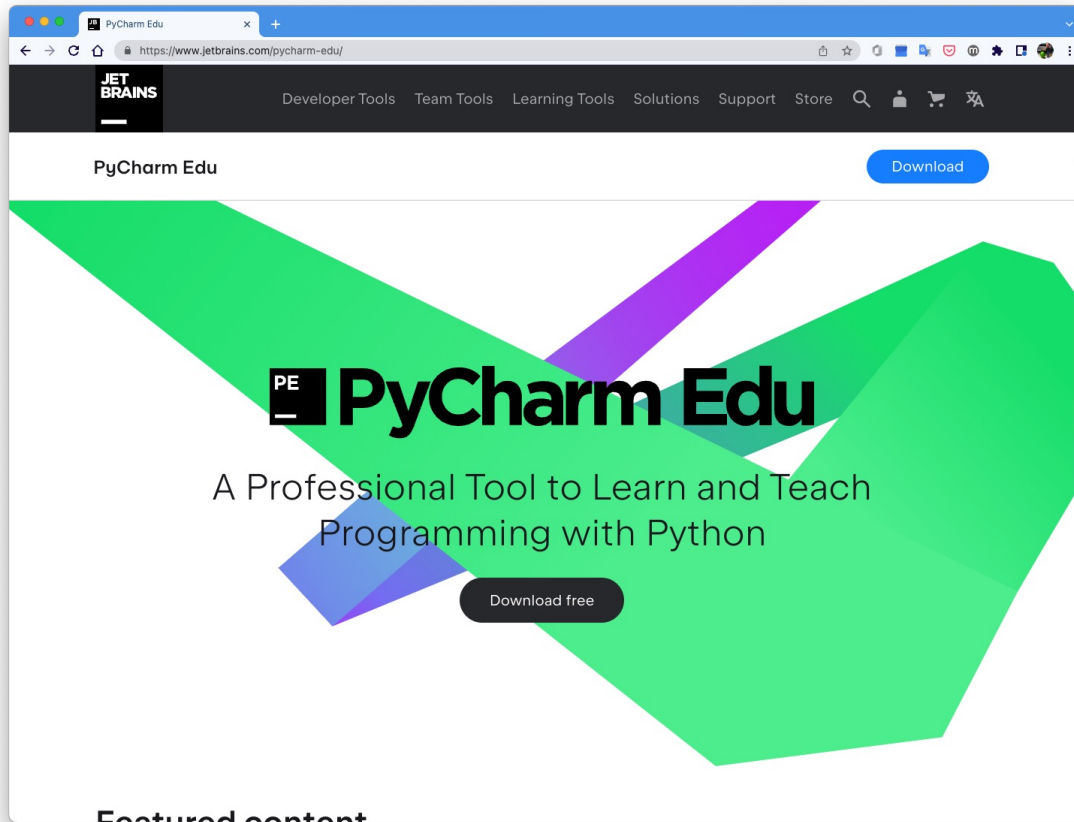 PyCharm Edu
https://www.jetbrains.com/pycharm-edu/
JET
BRAINS
Developer Tools Team Tools Learning Tools Solutions Support Store
PyCharm Edu
Download
PE
PyCharm Edu
A Professional Tool to Learn and Teach
Programming with Python
Download free
Featured content